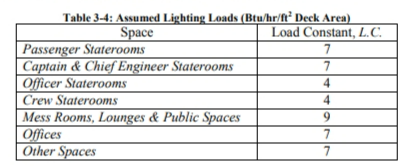 Table 3-4: Assumed Lighting Loads (Btu/hr/ft² Deck Area)
Space Load Constant, L.C.
Passenger Staterooms 7
Captain & Chief Engineer Staterooms 7
Officer Staterooms 4
Crew Staterooms 4
Mess Rooms, Lounges & Public Spaces 9
Offices 7
Other Spaces 7